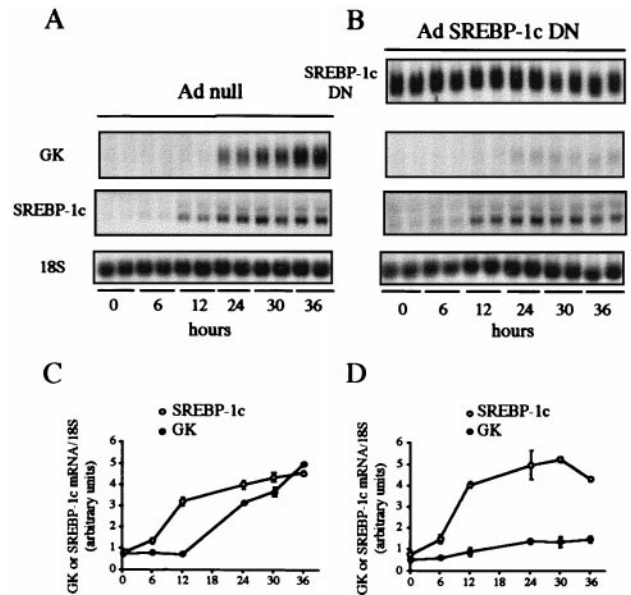 A
B
Ad null
Ad SREBP-1c DN
SREBP-1c
DN
GK
SREBP-1c
18S
0 6 12 24 30 36
hours
0 6 12 24 30 36
hours
C
SREBP-1c
GK
GK or SREBP-1c mRNA/18S
(arbitrary units)
6
5
4
3
2
1
0
0 6 12 18 24 30 36
D
SREBP-1c
GK
GK or SREBP-1c mRNA/18S
(arbitrary units)
6
5
4
3
2
1
0
0 6 12 18 24 30 36